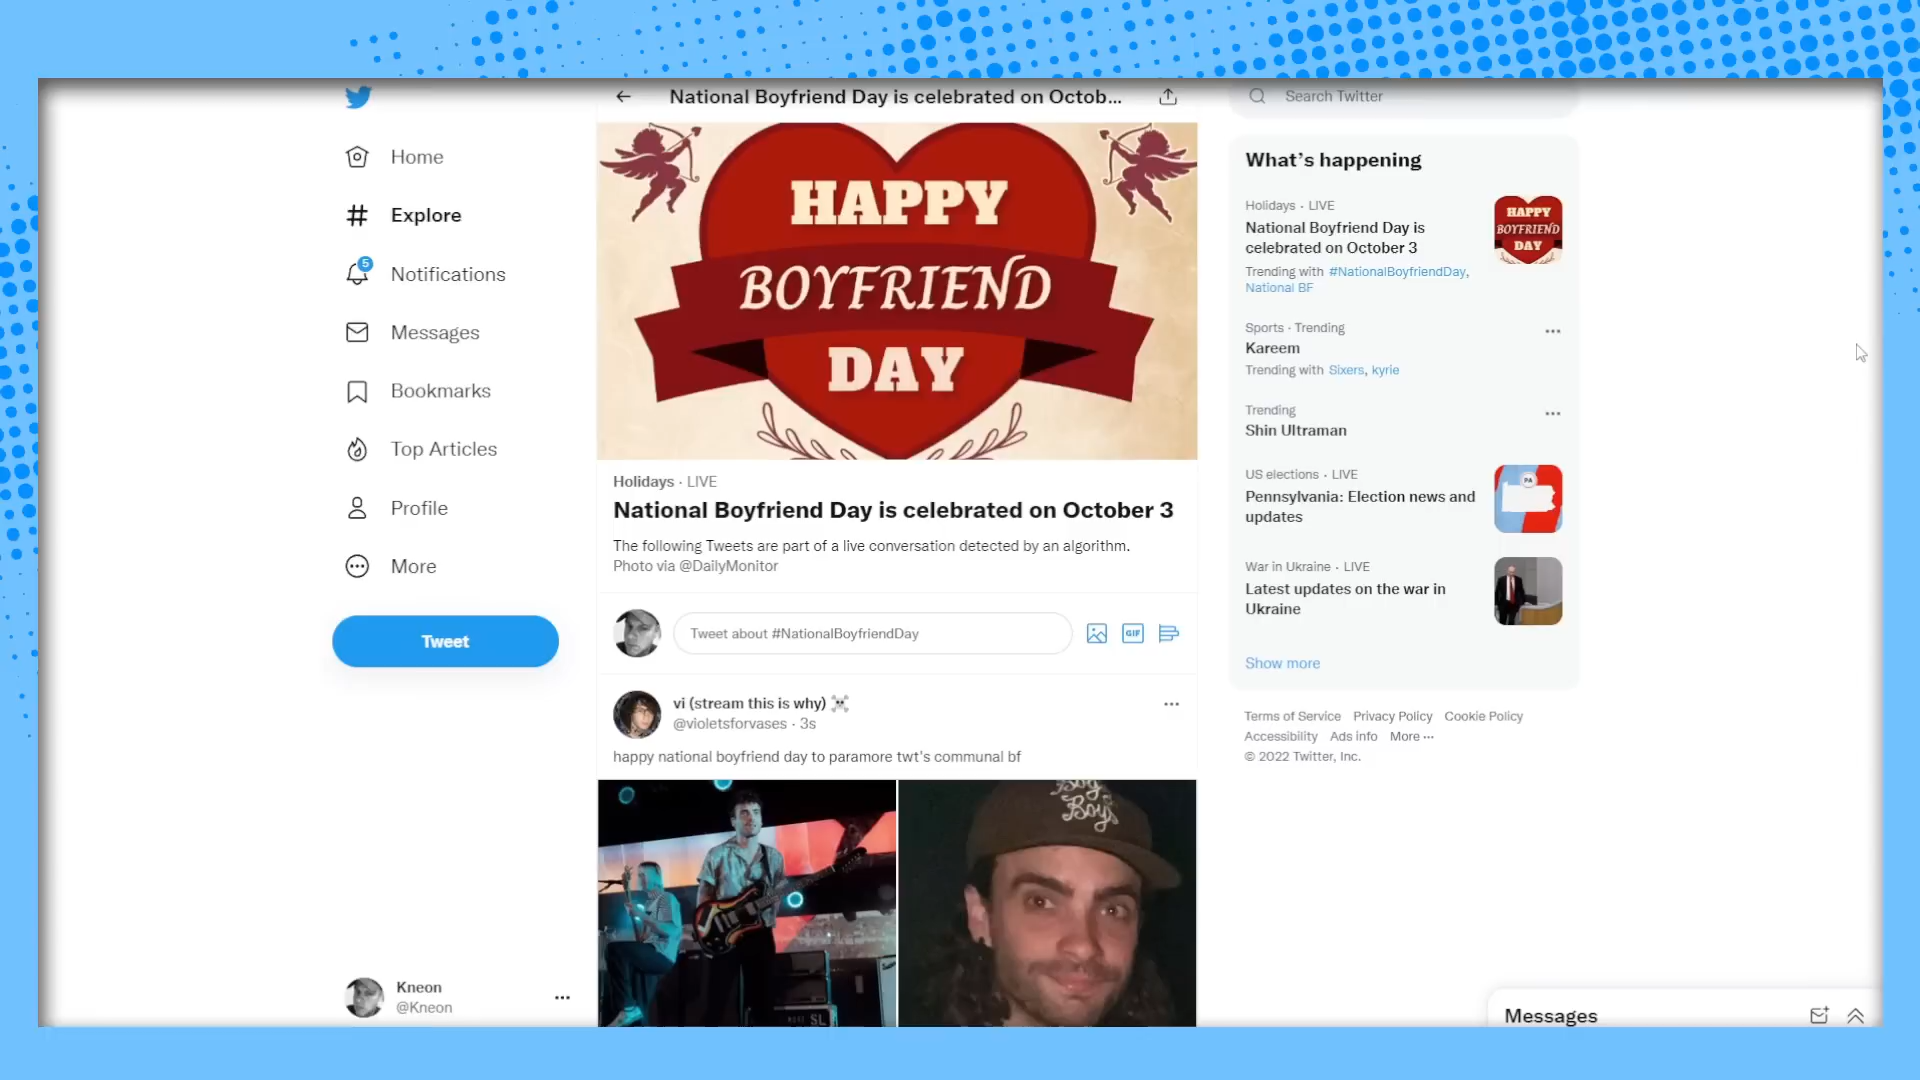 Home
Explore
5
Notifications
Messages
Bookmarks
Top Articles
Profile
More
Tweet
Kneon
@Kneon
National Boyfriend Day is celebrated on Octob...
HAPPY
BOYFRIEND
DAY
Holidays · LIVE
National Boyfriend Day is celebrated on October 3
The following Tweets are part of a live conversation detected by an algorithm.
Photo via @DailyMonitor
Tweet about #NationalBoyfriendDay
GIF
vi (stream this is why) ☠️
@violetsforvases · 3s
happy national boyfriend day to paramore twt's communal bf
SL
Boy
Boys
Search Twitter
What's happening
Holidays · LIVE
National Boyfriend Day is
celebrated on October 3
Trending with #NationalBoyfriendDay,
National BF
HAPPY
BOYFRIEND
DAY
Sports · Trending
Kareem
Trending with Sixers, kyrie
Trending
Shin Ultraman
US elections · LIVE
Pennsylvania: Election news and
updates
PA
War in Ukraine · LIVE
Latest updates on the war in
Ukraine
Show more
Terms of Service Privacy Policy Cookie Policy
Accessibility Ads info More ···
© 2022 Twitter, Inc.
Messages